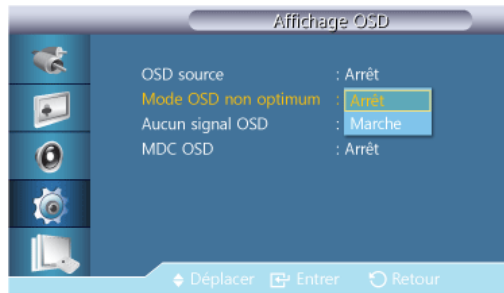 Affichage OSD
OSD source : Arrêt
Mode OSD non optimum : Arrêt
Aucun signal OSD : Marche
MDC OSD : Arrêt
Déplacer Entrer Retour